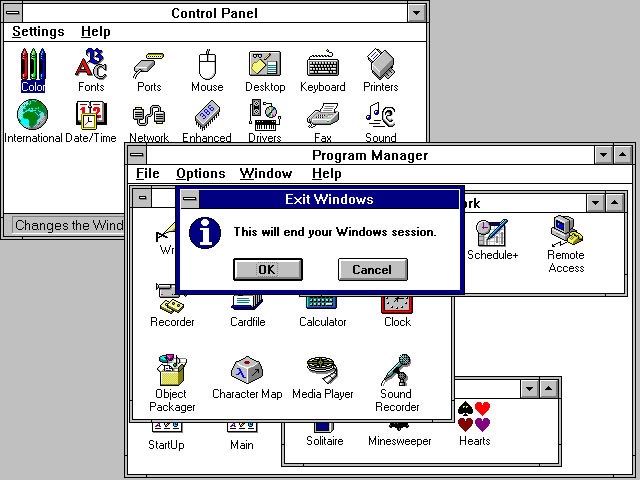 Control Panel
Settings Help
Color Fonts Ports Mouse Desktop Keyboard Printers
International Date/Time Network Enhanced Drivers Fax Sound
Changes the Wind
Program Manager
File Options Window Help
Exit Windows
This will end your Windows session.
OK Cancel
Schedule+ Remote
Access
Recorder Cardfile Calculator Clock
Object
Packager
Character Map Media Player Sound
Recorder
StartUp Main
Solitaire Minesweeper Hearts